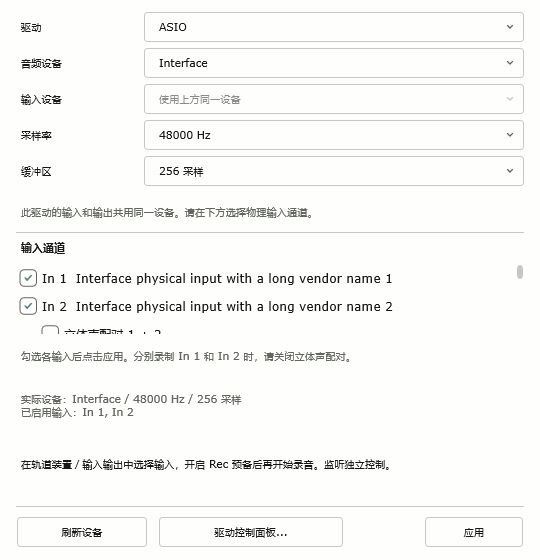 驱动 ASIO
音频设备 Interface
输入设备 使用上方同一设备
采样率 48000 Hz
缓冲区 256 采样
此驱动的输入和输出共用同一设备。请在下方选择物理输入通道。
输入通道
In 1 Interface physical input with a long vendor name 1
In 2 Interface physical input with a long vendor name 2
立体声配对 1 + 2
勾选各输入后点击应用。分别录制 In 1 和 In 2 时，请关闭立体声配对。
实际设备：Interface / 48000 Hz / 256 采样
已启用输入：In 1, In 2
在轨道装置 / 输入输出中选择输入，开启 Rec 预备后再开始录音。监听独立控制。
刷新设备 驱动控制面板... 应用